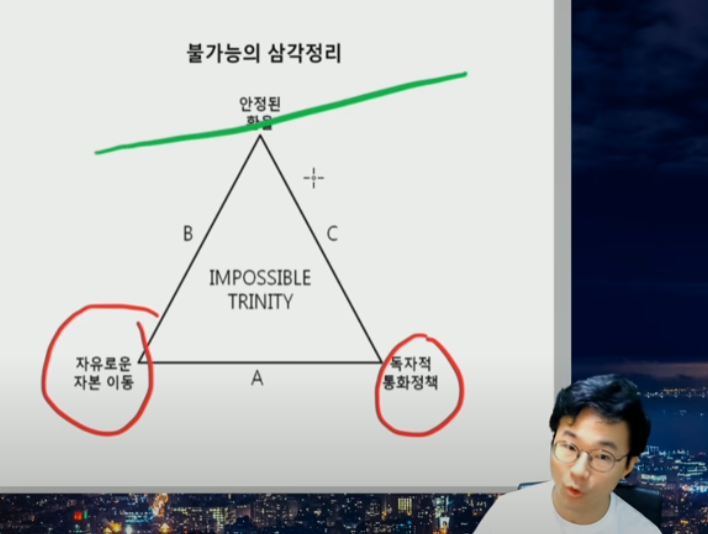 불가능의 삼각정리
안정된
환율
B
C
IMPOSSIBLE
TRINITY
자유로운
자본 이동
독자적
통화정책
A